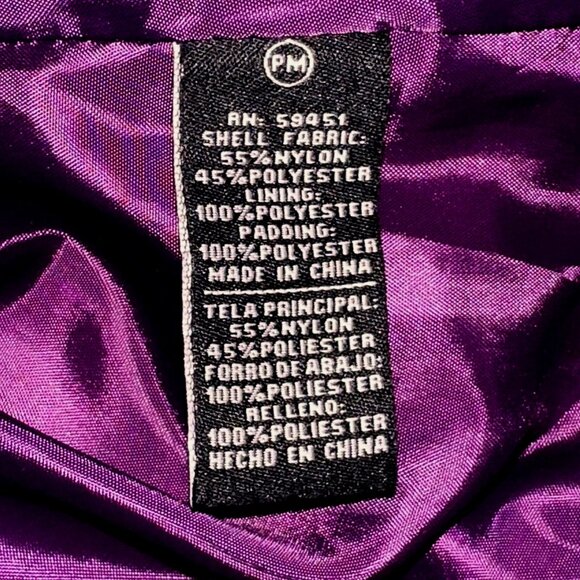 PM
RN: 59451
SHELL FABRIC:
55%NYLON
45%POLYESTER
LINING:
100%POLYESTER
PADDING:
100%POLYESTER
MADE IN CHINA
TELA PRINCIPAL:
55%NYLON
45%POLIESTER
FORRO DE ABAJO:
100%POLIESTER
RELLENO:
100%POLIESTER
HECHO EN CHINA